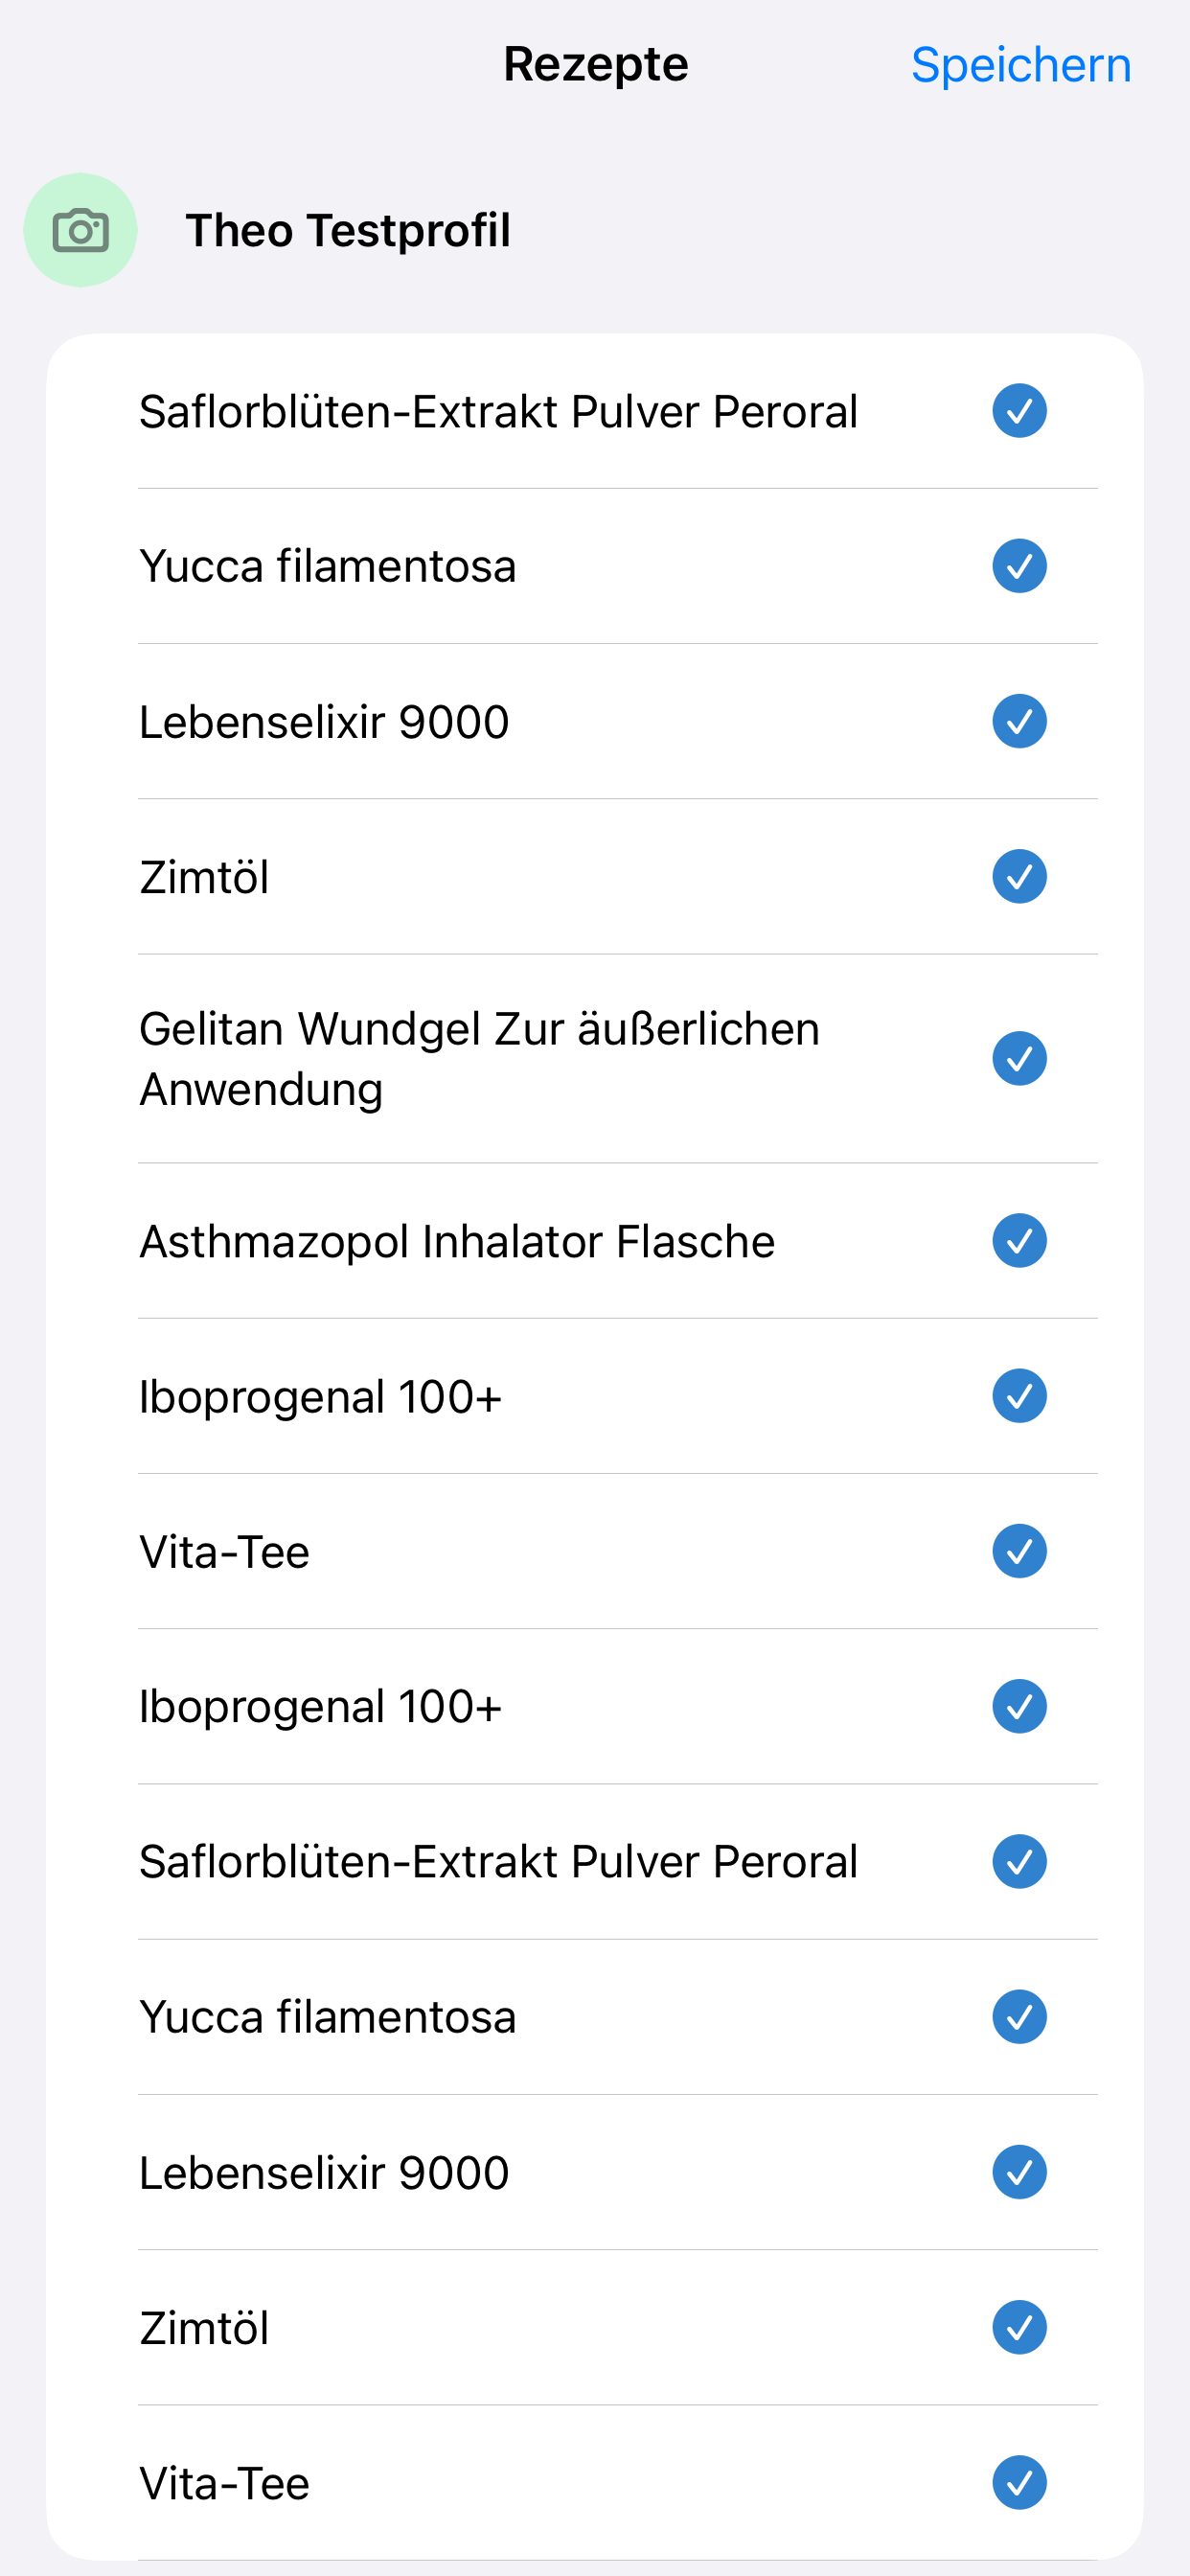 Rezepte
Speichern
Theo Testprofil
Saflorblüten-Extrakt Pulver Peroral
Yucca filamentosa
Lebenselixir 9000
Zimtöl
Gelitan Wundgel Zur äußerlichen
Anwendung
Asthmazopol Inhalator Flasche
Iboprogenal 100+
Vita-Tee
Iboprogenal 100+
Saflorblüten-Extrakt Pulver Peroral
Yucca filamentosa
Lebenselixir 9000
Zimtöl
Vita-Tee